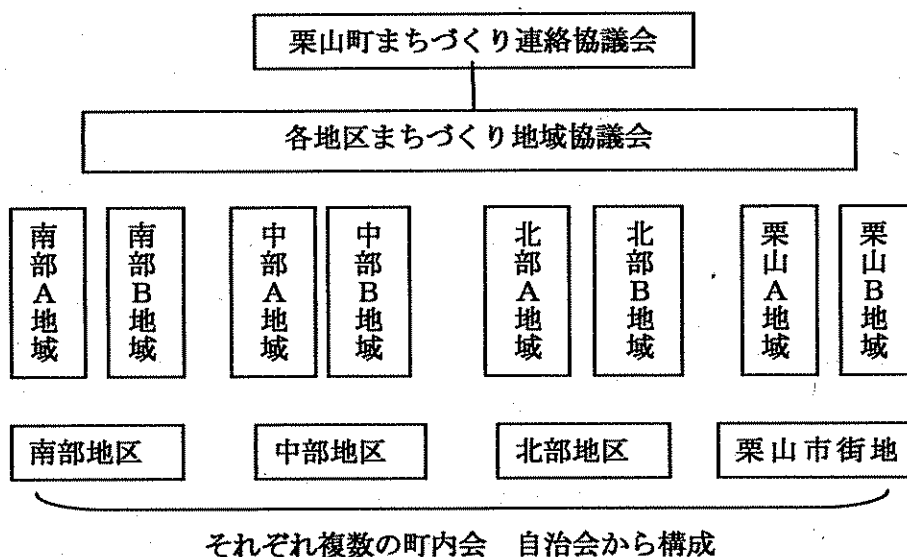 栗山町まちづくり連絡協議会
各地区まちづくり地域協議会
南部A地域
南部B地域
中部A地域
中部B地域
北部A地域
北部B地域
栗山A地域
栗山B地域
南部地区
中部地区
北部地区
栗山市街地
それぞれ複数の町内会 自治会から構成